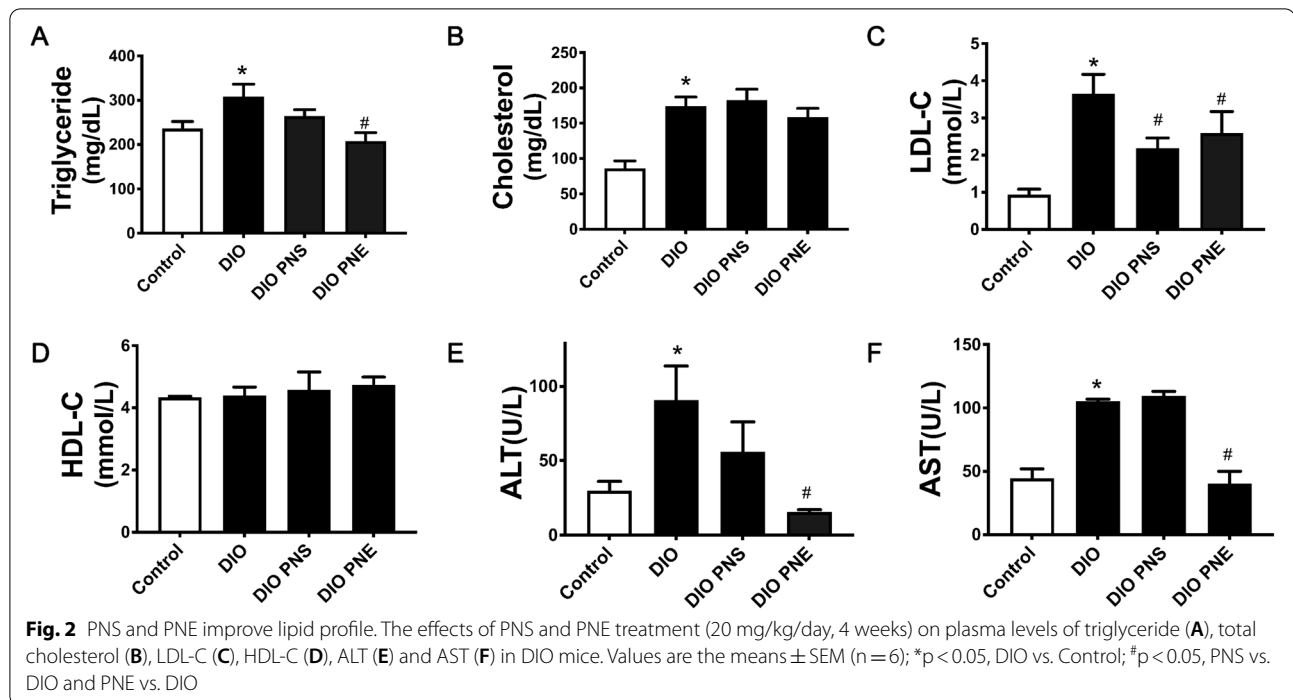 A
Triglyceride
(mg/dL)
400
300
200
100
0
*
#
Control
DIO
DIO PNS
DIO PNE
B
Cholesterol
(mg/dL)
250
200
150
100
50
0
*
Control
DIO
DIO PNS
DIO PNE
C
LDL-C
(mmol/L)
5
4
3
2
1
0
*
#
#
Control
DIO
DIO PNS
DIO PNE
D
HDL-C
(mmol/L)
6
4
2
0
Control
DIO
DIO PNS
DIO PNE
E
ALT(U/L)
100
50
0
*
#
Control
DIO
DIO PNS
DIO PNE
F
AST(U/L)
150
100
50
0
*
#
Control
DIO
DIO PNS
DIO PNE
Fig. 2 PNS and PNE improve lipid profile. The effects of PNS and PNE treatment (20 mg/kg/day, 4 weeks) on plasma levels of triglyceride (A), total
cholesterol (B), LDL-C (C), HDL-C (D), ALT (E) and AST (F) in DIO mice. Values are the means ± SEM (n = 6); *p < 0.05, DIO vs. Control; #p < 0.05, PNS vs.
DIO and PNE vs. DIO